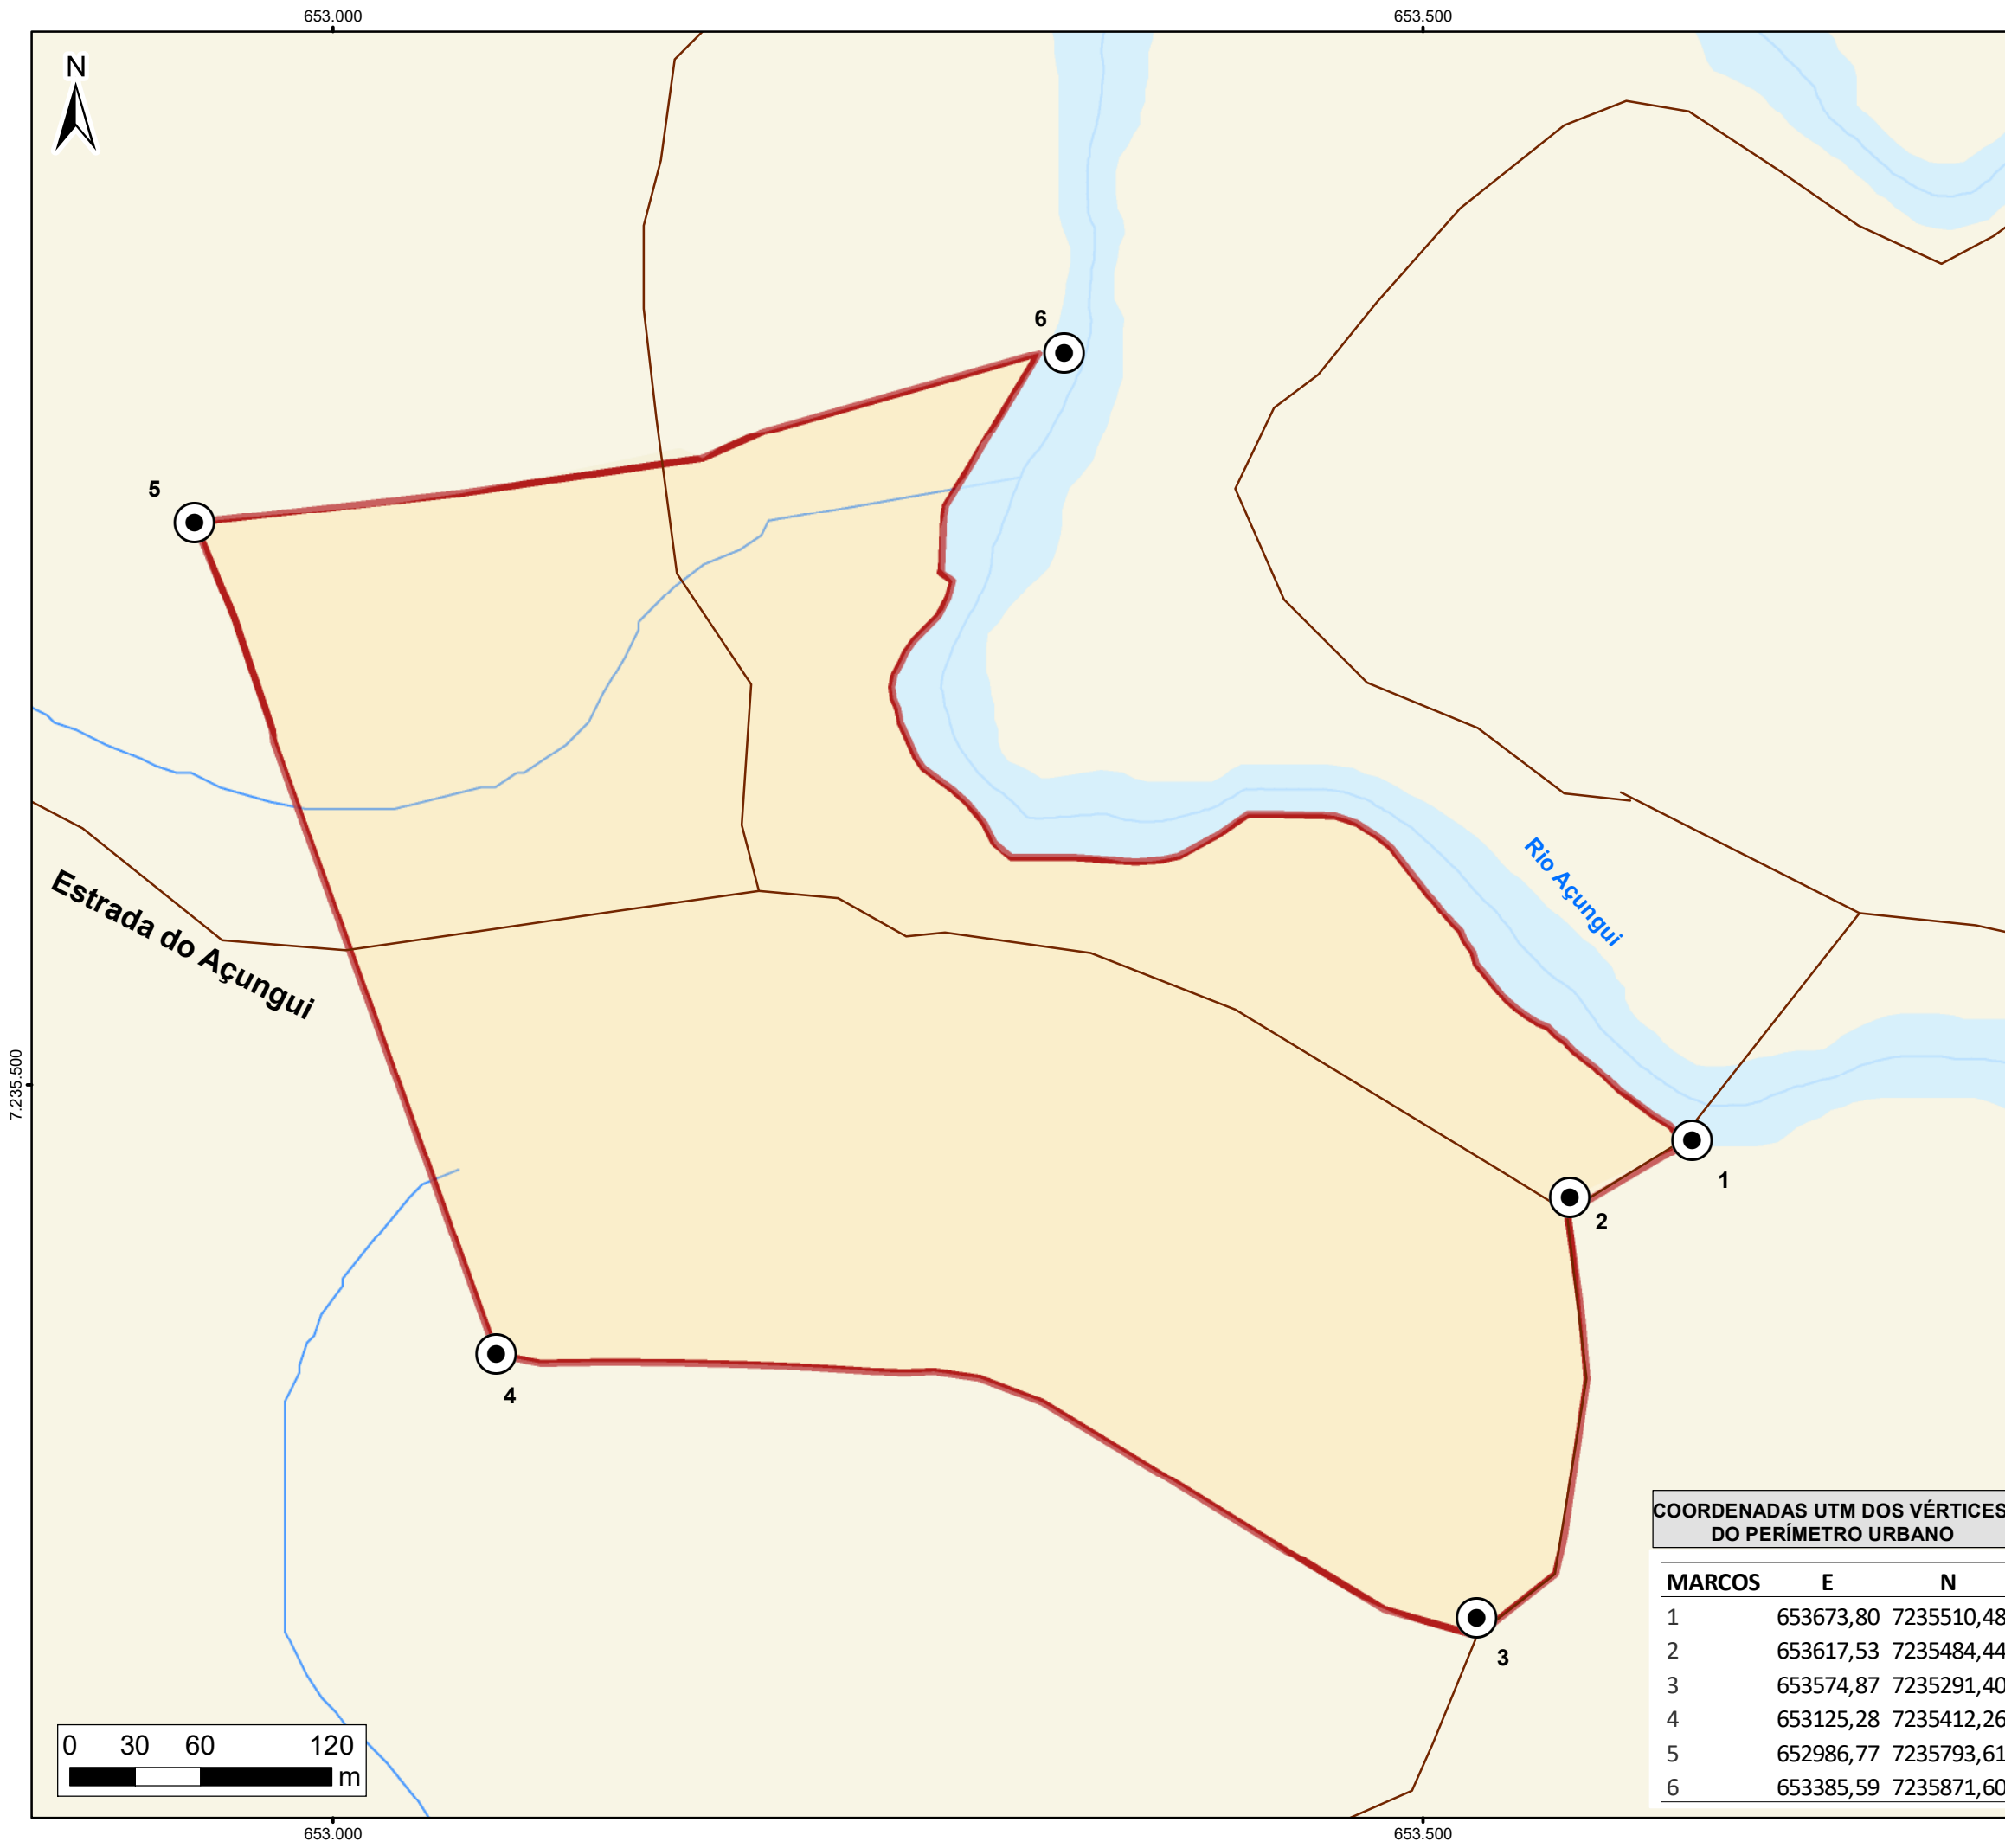 653.000 653.500
N
6
5
Rio Açungui
Estrada do Açungui
7.235.500
1
2
4
3
COORDENADAS UTM DOS VÉRTICES
DO PERÍMETRO URBANO
MARCOS E N
1 653673,80 7235510,48
2 653617,53 7235484,44
3 653574,87 7235291,40
4 653125,28 7235412,26
5 652986,77 7235793,61
6 653385,59 7235871,60
0 30 60 120
m
653.000 653.500